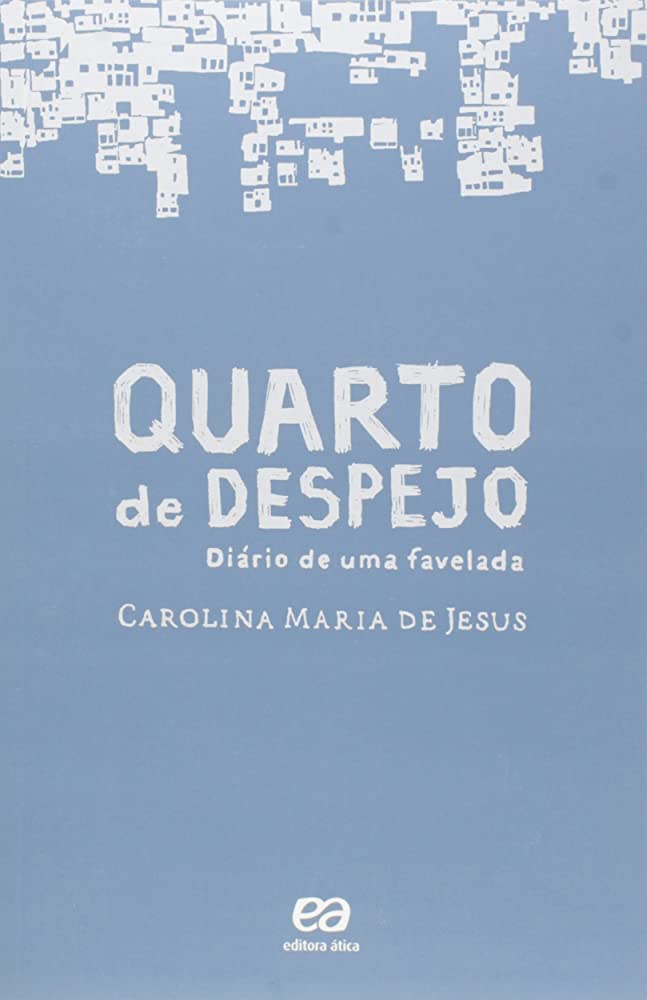 QUARTO
de DESPEJO
Diário de uma favelada
CAROLINA MARIA DE JESUS
ea
editora ática